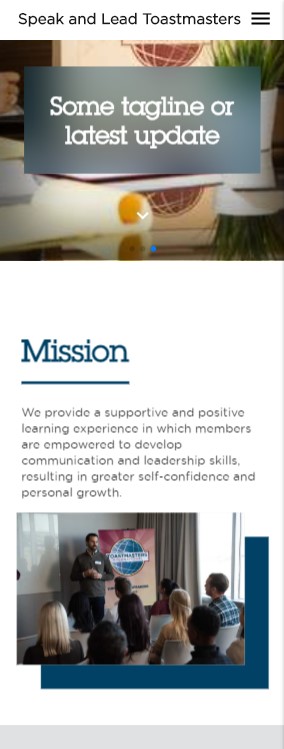 Speak and Lead Toastmasters
Some tagline or
latest update
Mission
We provide a supportive and positive
learning experience in which members
are empowered to develop
communication and leadership skills,
resulting in greater self-confidence and
personal growth.
TOASTMASTERS